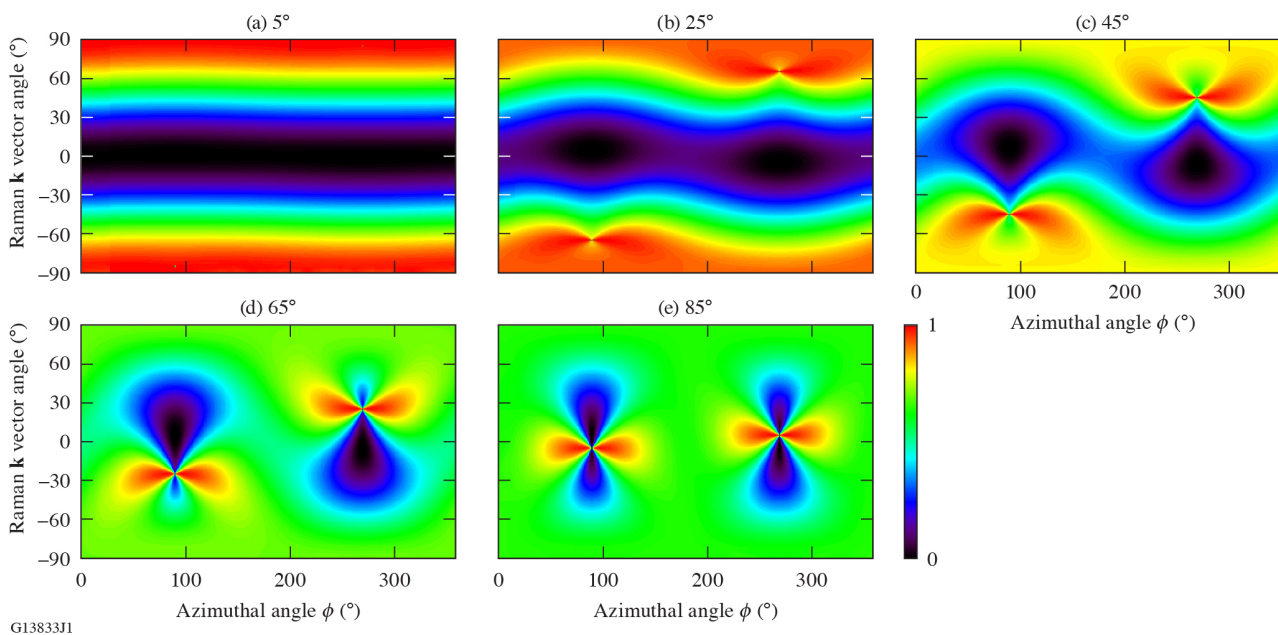 (a) 5°
(b) 25°
(c) 45°
Raman k vector angle (°)
90
60
30
0
−30
−60
−90
0
100
200
300
Azimuthal angle ϕ (°)
(d) 65°
(e) 85°
Raman k vector angle (°)
90
60
30
0
−30
−60
−90
0
100
200
300
Azimuthal angle ϕ (°)
0
100
200
300
Azimuthal angle ϕ (°)
1
0
G13833J1